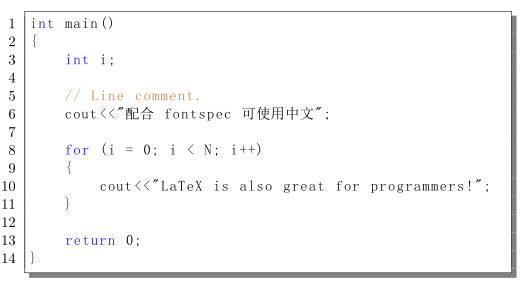 1 int main()
2 {
3     int i;
4
5     // Line comment.
6     cout<<"配合 fontspec 可使用中文";
7
8     for (i = 0; i < N; i++)
9     {
10         cout<<"LaTeX is also great for programmers!";
11     }
12
13     return 0;
14 }